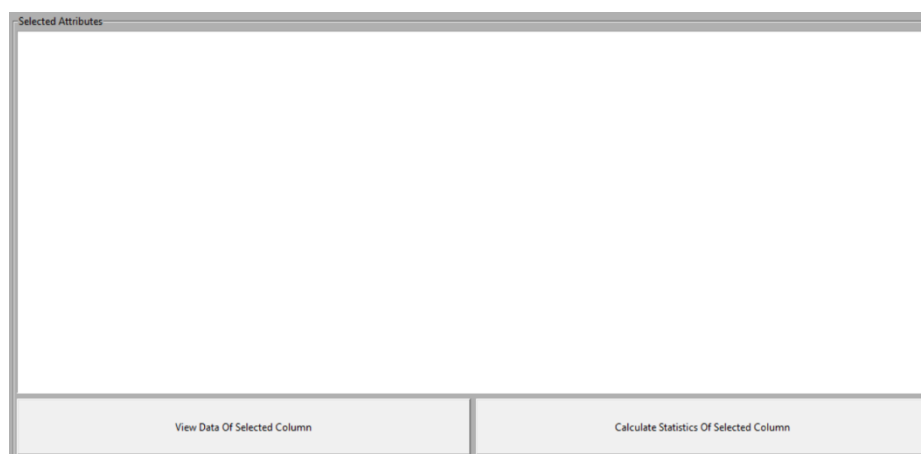 Selected Attributes
View Data Of Selected Column
Calculate Statistics Of Selected Column